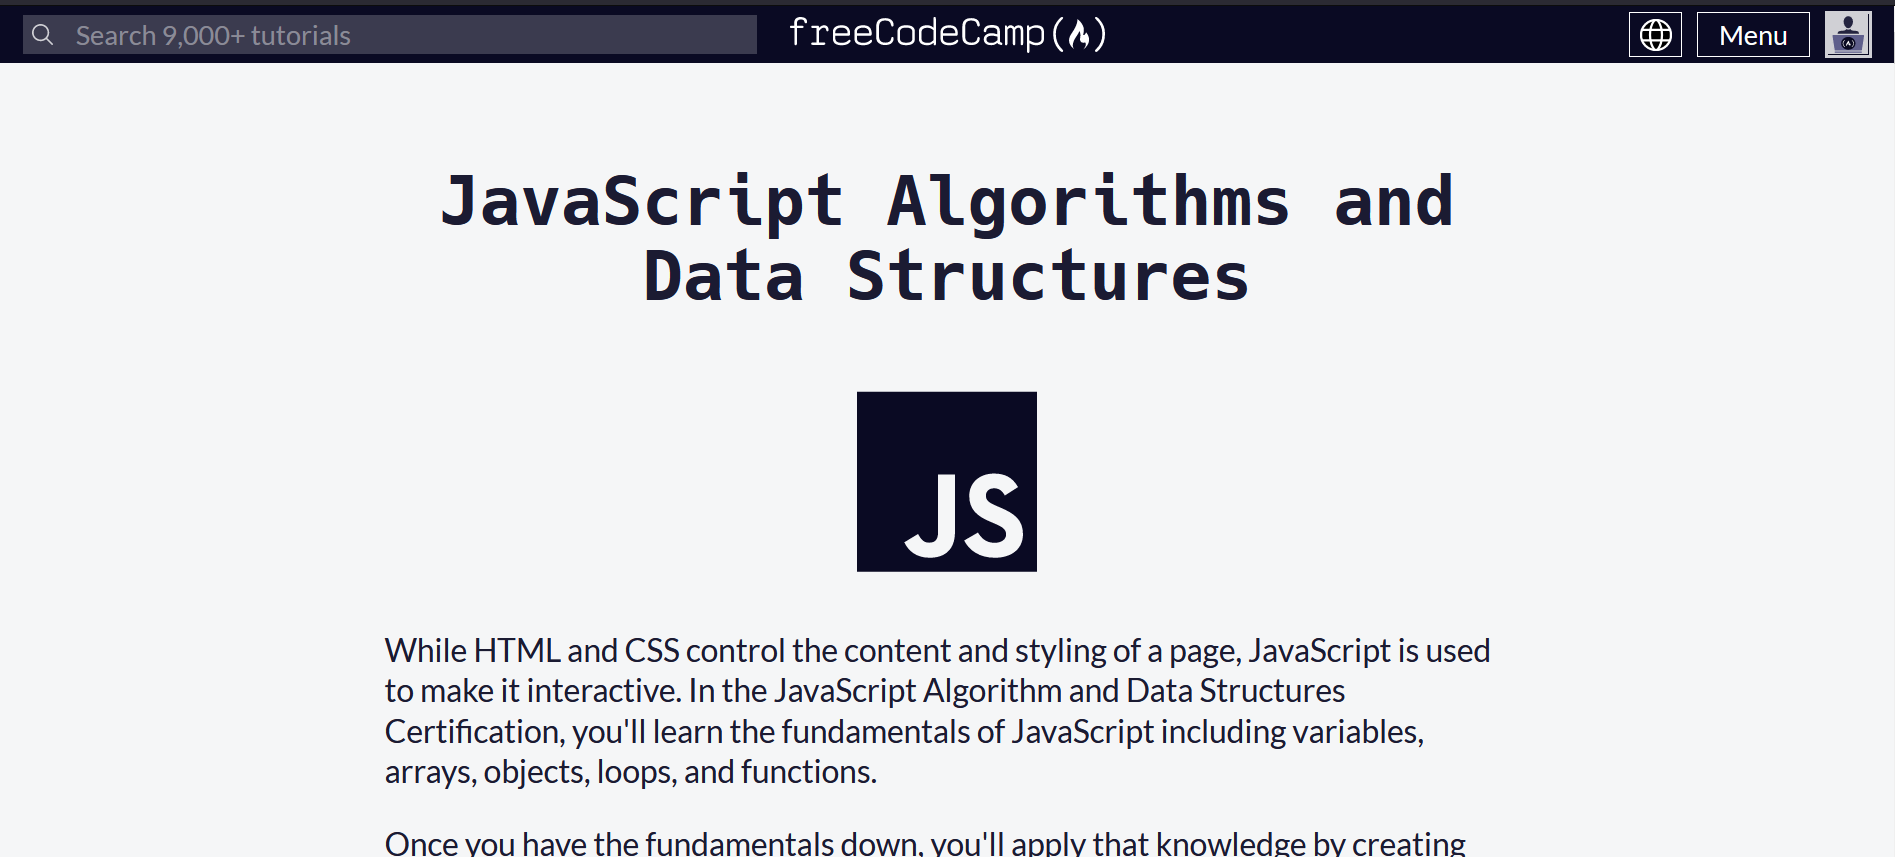 Search 9,000+ tutorials
freeCodeCamp(🔥)
Menu
JavaScript Algorithms and
Data Structures
JS
While HTML and CSS control the content and styling of a page, JavaScript is used
to make it interactive. In the JavaScript Algorithm and Data Structures
Certification, you'll learn the fundamentals of JavaScript including variables,
arrays, objects, loops, and functions.
Once you have the fundamentals down, you'll apply that knowledge by creating